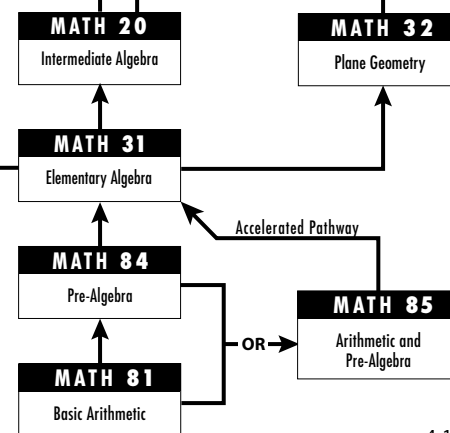 MATH 20
Intermediate Algebra
MATH 32
Plane Geometry
MATH 31
Elementary Algebra
Accelerated Pathway
MATH 84
Pre-Algebra
MATH 85
Arithmetic and
Pre-Algebra
OR
MATH 81
Basic Arithmetic